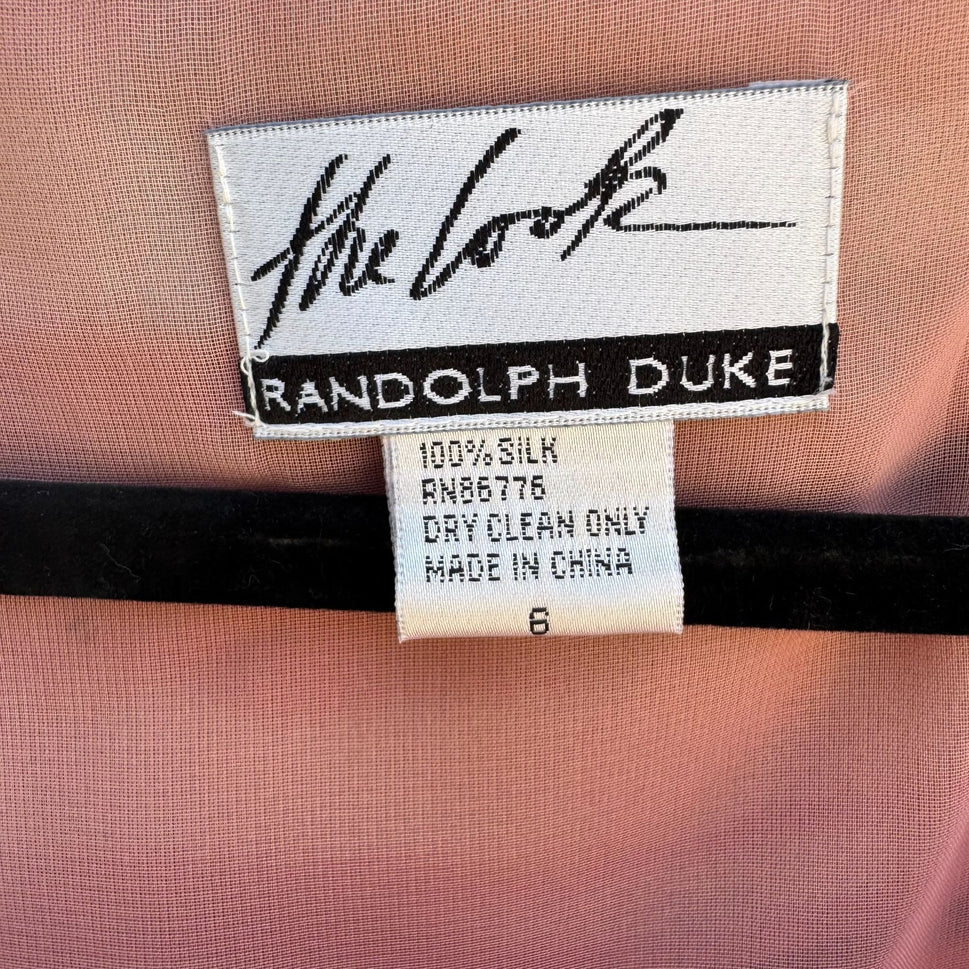 the look
RANDOLPH DUKE
100% SILK
RN86776
DRY CLEAN ONLY
MADE IN CHINA
6